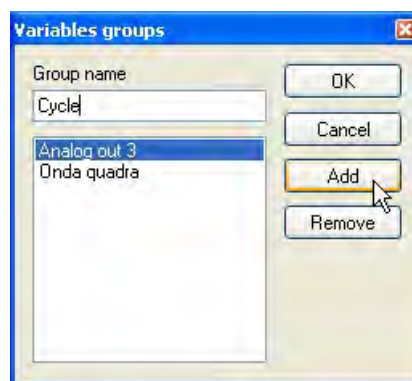 Variables groups
Group name
Cycle
Analog out 3
Onda quadra
OK
Cancel
Add
Remove